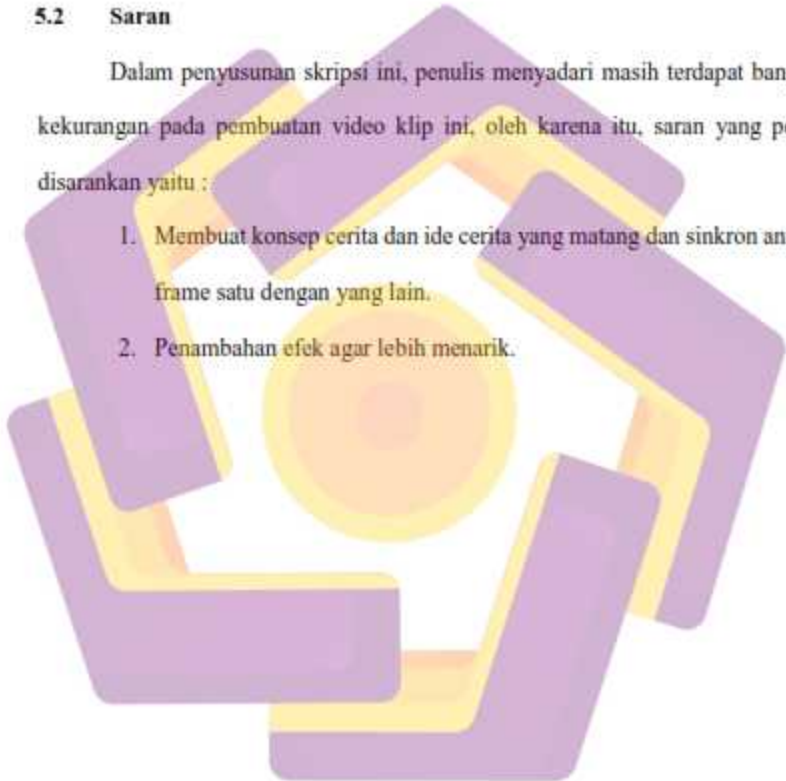 5.2 Saran
Dalam penyusunan skripsi ini, penulis menyadari masih terdapat ban
kekurangan pada pembuatan video klip ini, oleh karena itu, saran yang pe
disarankan yaitu :
1. Membuat konsep cerita dan ide cerita yang matang dan sinkron an
frame satu dengan yang lain.
2. Penambahan efek agar lebih menarik.